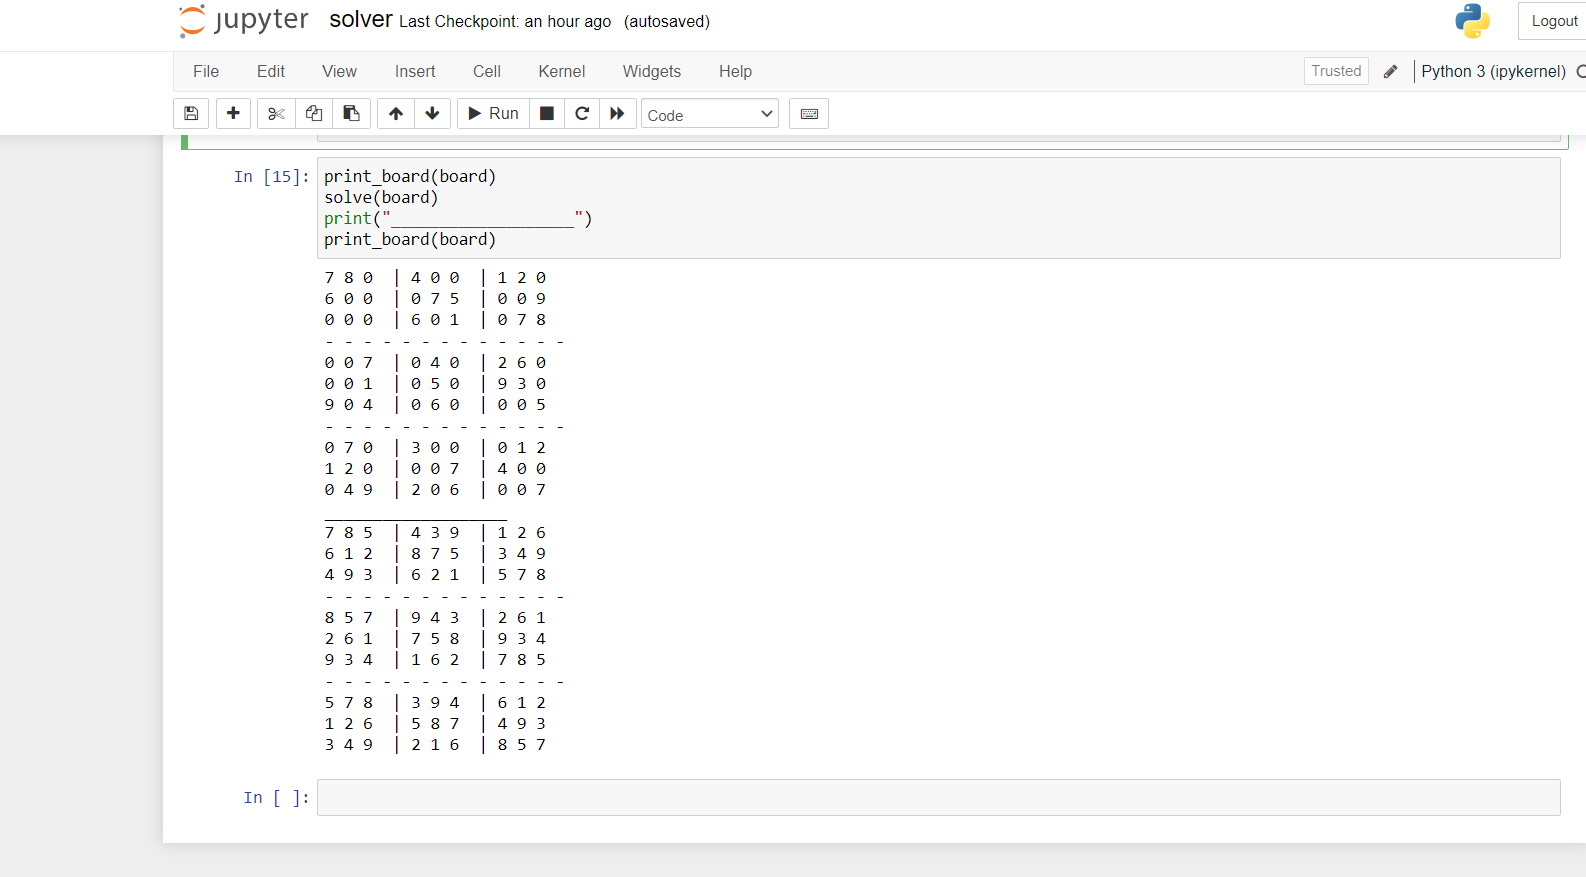 jupyter solver Last Checkpoint: an hour ago (autosaved) Logout
File Edit View Insert Cell Kernel Widgets Help Trusted Python 3 (ipykernel)
Run Code
In [15]: print_board(board)
solve(board)
print("___________________")
print_board(board)
7 8 0 | 4 0 0 | 1 2 0
6 0 0 | 0 7 5 | 0 0 9
0 0 0 | 6 0 1 | 0 7 8
- - - - - - - - - - - - -
0 0 7 | 0 4 0 | 2 6 0
0 0 1 | 0 5 0 | 9 3 0
9 0 4 | 0 6 0 | 0 0 5
- - - - - - - - - - - - -
0 7 0 | 3 0 0 | 0 1 2
1 2 0 | 0 0 7 | 4 0 0
0 4 9 | 2 0 6 | 0 0 7
___________________
7 8 5 | 4 3 9 | 1 2 6
6 1 2 | 8 7 5 | 3 4 9
4 9 3 | 6 2 1 | 5 7 8
- - - - - - - - - - - - -
8 5 7 | 9 4 3 | 2 6 1
2 6 1 | 7 5 8 | 9 3 4
9 3 4 | 1 6 2 | 7 8 5
- - - - - - - - - - - - -
5 7 8 | 3 9 4 | 6 1 2
1 2 6 | 5 8 7 | 4 9 3
3 4 9 | 2 1 6 | 8 5 7
In [ ]: